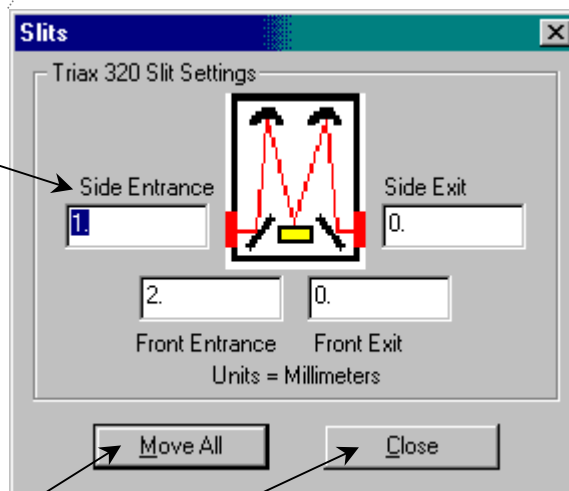 Slits
Triax 320 Slit Settings
Side Entrance
Side Exit
1.
0.
2.
0.
Front Entrance
Front Exit
Units = Millimeters
Move All
Close